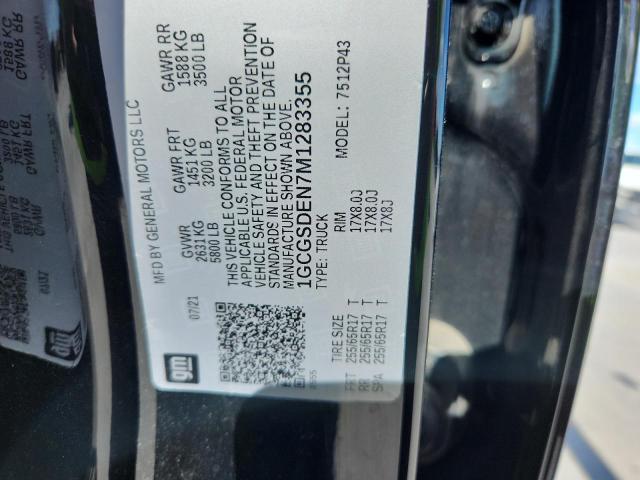 gm
MFD BY GENERAL MOTORS LLC
07/21
GVWR GAWR FRT GAWR RR
2631 KG 1451 KG 1588 KG
5800 LB 3200 LB 3500 LB
THIS VEHICLE CONFORMS TO ALL
APPLICABLE U.S. FEDERAL MOTOR
VEHICLE SAFETY AND THEFT PREVENTION
STANDARDS IN EFFECT ON THE DATE OF
MANUFACTURE SHOWN ABOVE.
1GCGSDEN7M1283355
TYPE: TRUCK MODEL: 7512P43
TIRE SIZE RIM
FRT 255/65R17 T 17X8.0J
RR 255/65R17 T 17X8.0J
SPA 255/65R17 T 17X8J